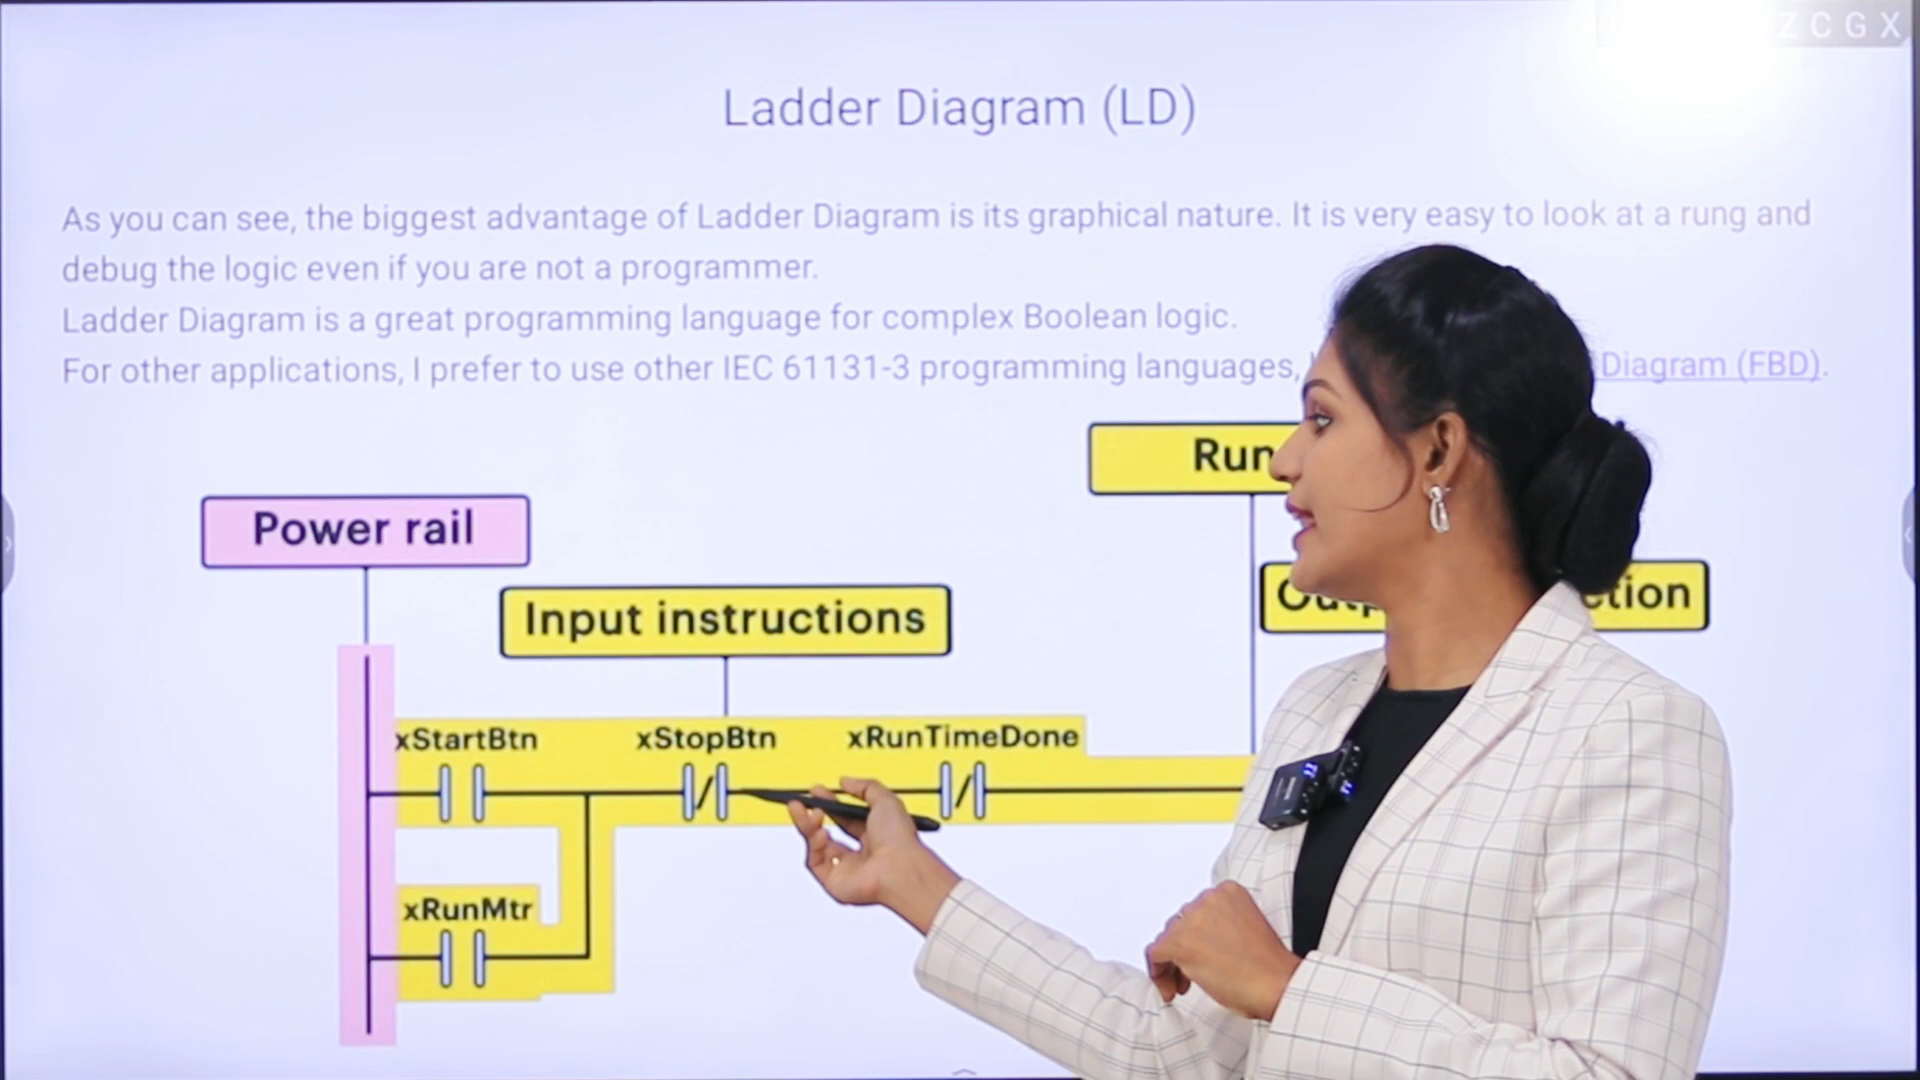 Z C G X
Ladder Diagram (LD)
As you can see, the biggest advantage of Ladder Diagram is its graphical nature. It is very easy to look at a rung and
debug the logic even if you are not a programmer.
Ladder Diagram is a great programming language for complex Boolean logic.
For other applications, I prefer to use other IEC 61131-3 programming languages, Diagram (FBD).
Run
Power rail
Input instructions
xStartBtn xStopBtn xRunTimeDone
xRunMtr